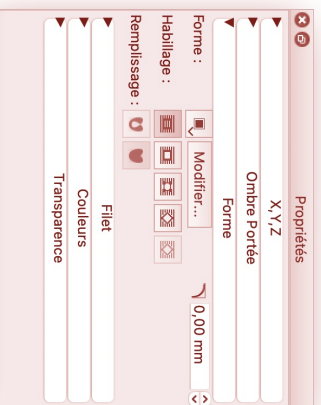 Propriétés
X,Y,Z
Ombre Portée
Forme
Forme :
Modifier...
0,00 mm
Habillage :
Remplissage :
Filet
Couleurs
Transparence